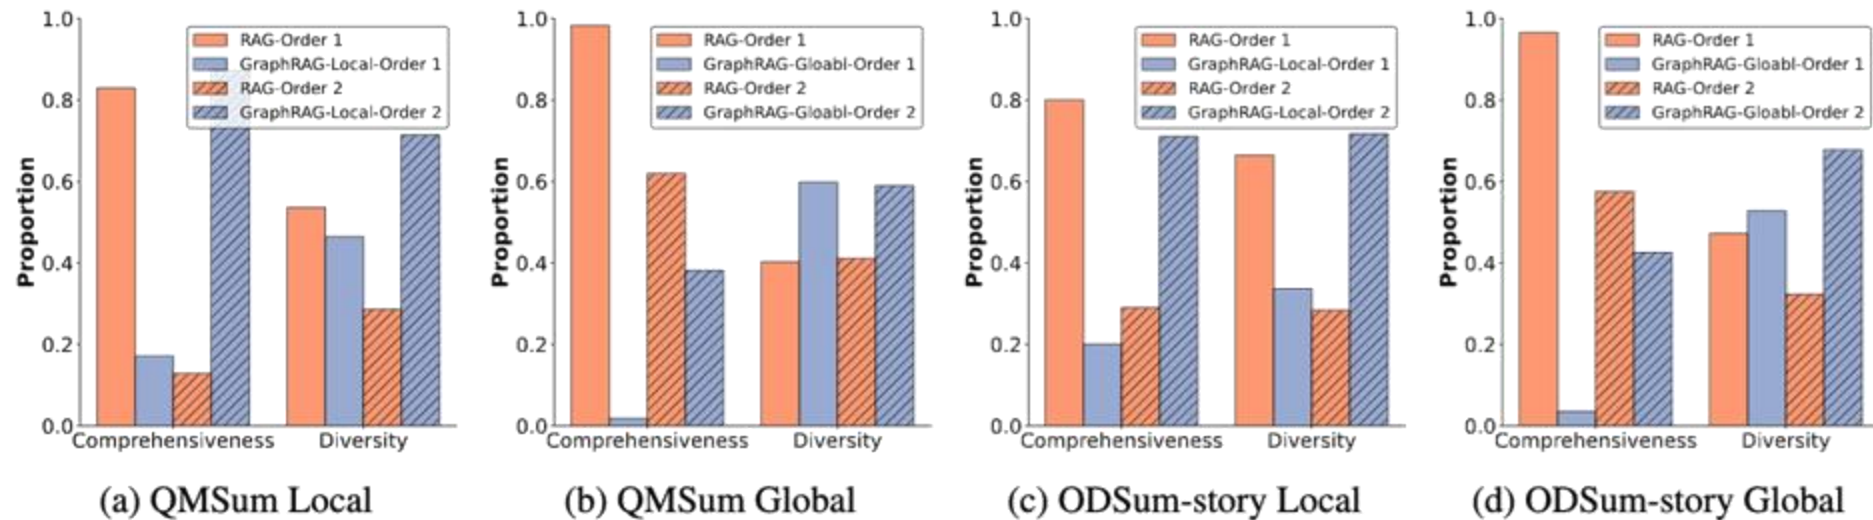 1.0
0.8
0.6
0.4
0.2
0.0
Proportion
RAG-Order 1
GraphRAG-Local-Order 1
RAG-Order 2
GraphRAG-Local-Order 2
Comprehensiveness Diversity
(a) QMSum Local
1.0
0.8
0.6
0.4
0.2
0.0
Proportion
RAG-Order 1
GraphRAG-Gloabl-Order 1
RAG-Order 2
GraphRAG-Gloabl-Order 2
Comprehensiveness Diversity
(b) QMSum Global
1.0
0.8
0.6
0.4
0.2
0.0
Proportion
RAG-Order 1
GraphRAG-Local-Order 1
RAG-Order 2
GraphRAG-Local-Order 2
Comprehensiveness Diversity
(c) ODSum-story Local
1.0
0.8
0.6
0.4
0.2
0.0
Proportion
RAG-Order 1
GraphRAG-Gloabl-Order 1
RAG-Order 2
GraphRAG-Gloabl-Order 2
Comprehensiveness Diversity
(d) ODSum-story Global